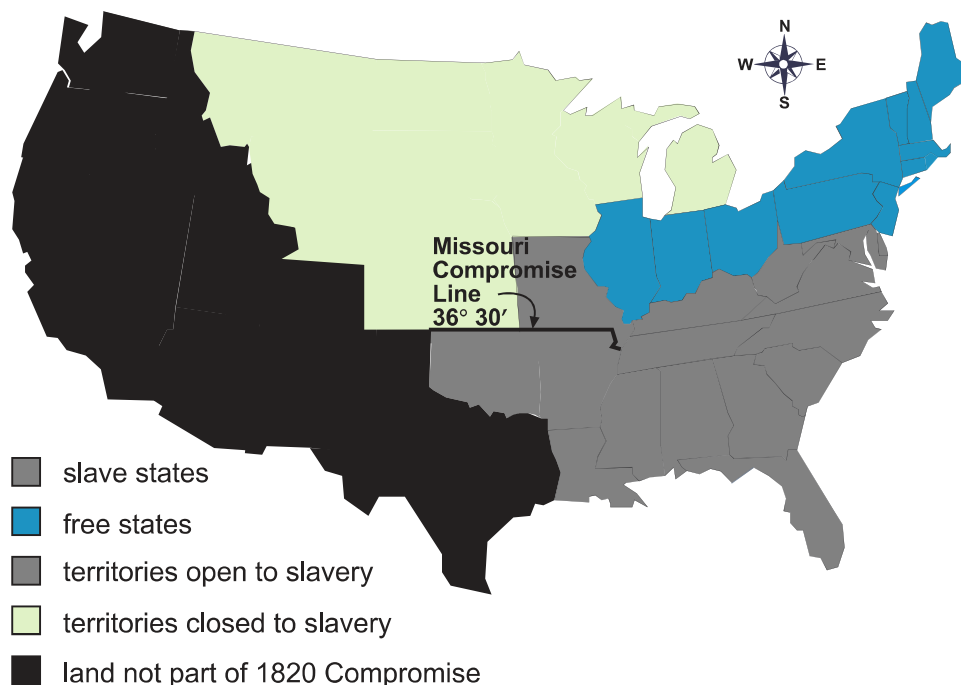 N
W E
S
Missouri
Compromise
Line
36° 30′
slave states
free states
territories open to slavery
territories closed to slavery
land not part of 1820 Compromise